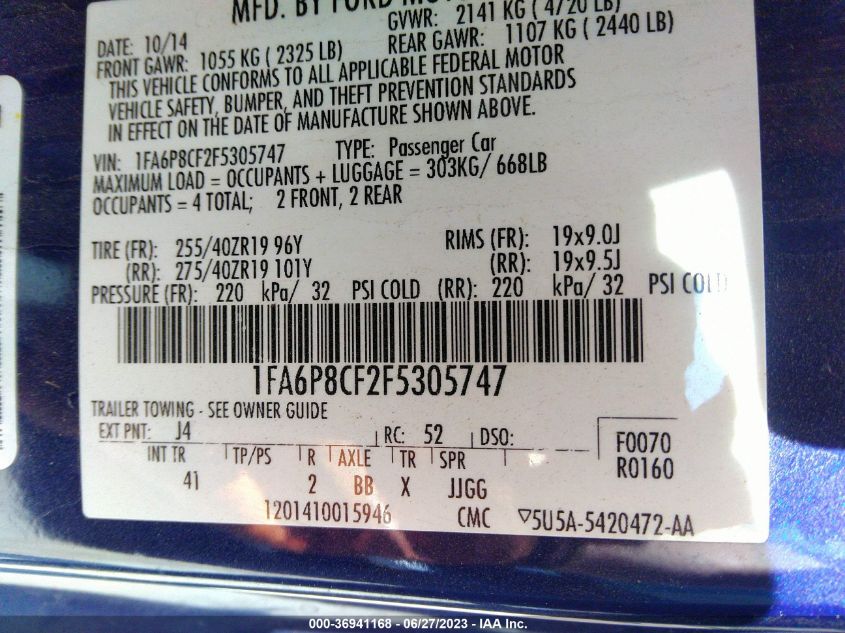 MFD. BY FORD MO
DATE: 10/14 GVWR: 2141 KG ( 4720 LB)
FRONT GAWR: 1055 KG ( 2325 LB) REAR GAWR: 1107 KG ( 2440 LB)
THIS VEHICLE CONFORMS TO ALL APPLICABLE FEDERAL MOTOR
VEHICLE SAFETY, BUMPER, AND THEFT PREVENTION STANDARDS
IN EFFECT ON THE DATE OF MANUFACTURE SHOWN ABOVE.
VIN: 1FA6P8CF2F5305747 TYPE: Passenger Car
MAXIMUM LOAD = OCCUPANTS + LUGGAGE = 303KG/ 668LB
OCCUPANTS = 4 TOTAL; 2 FRONT, 2 REAR
TIRE (FR): 255/40ZR19 96Y RIMS (FR): 19x9.0J
(RR): 275/40ZR19 101Y (RR): 19x9.5J
PRESSURE (FR): 220 kPa/ 32 PSI COLD (RR): 220 kPa/ 32 PSI COLD
1FA6P8CF2F5305747
TRAILER TOWING - SEE OWNER GUIDE
EXT PNT: J4 RC: 52 DSO: F0070
INT TR TP/PS R AXLE TR SPR R0160
41 2 BB X JJGG
1201410015946 CMC ▽5U5A-5420472-AA
000-36941168 - 06/27/2023 - © IAA Inc.